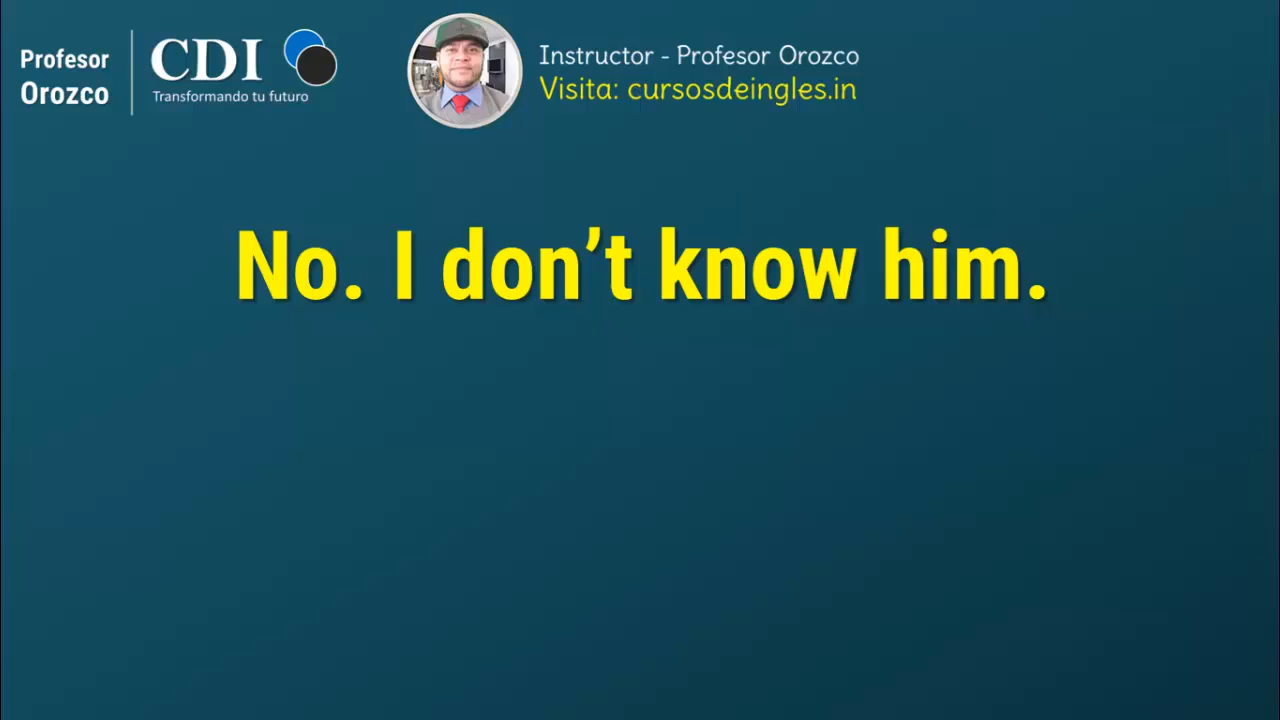 Profesor
Orozco
CDI
Transformando tu futuro
Instructor - Profesor Orozco
Visita: cursosdeingles.in
No. I don’t know him.